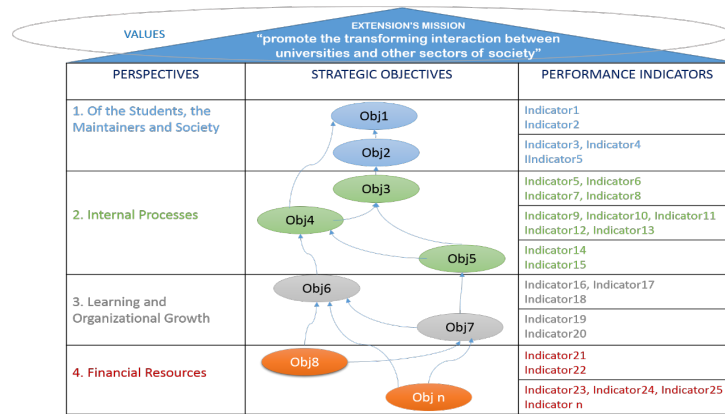 VALUES
EXTENSION'S MISSION
“promote the transforming interaction between
universities and other sectors of society”
PERSPECTIVES
STRATEGIC OBJECTIVES
PERFORMANCE INDICATORS
1. Of the Students, the
Maintainers and Society
Obj1
Obj2
Indicator1
Indicator2
Indicator3, Indicator4
IIndicator5
2. Internal Processes
Obj3
Obj4
Obj5
Indicator5, Indicator6
Indicator7, Indicator8
Indicator9, Indicator10, Indicator11
Indicator12, Indicator13
Indicator14
Indicator15
3. Learning and
Organizational Growth
Obj6
Obj7
Indicator16, Indicator17
Indicator18
Indicator19
Indicator20
4. Financial Resources
Obj8
Obj n
Indicator21
Indicator22
Indicator23, Indicator24, Indicator25
Indicator n